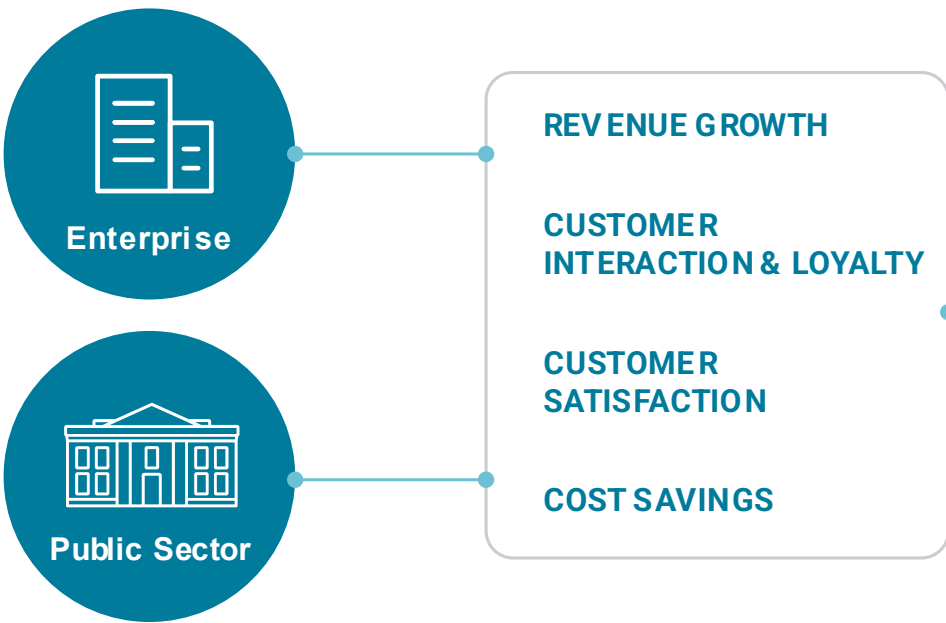 Enterprise
Public Sector
REVENUE GROWTH
CUSTOMER
INTERACTION & LOYALTY
CUSTOMER
SATISFACTION
COST SAVINGS